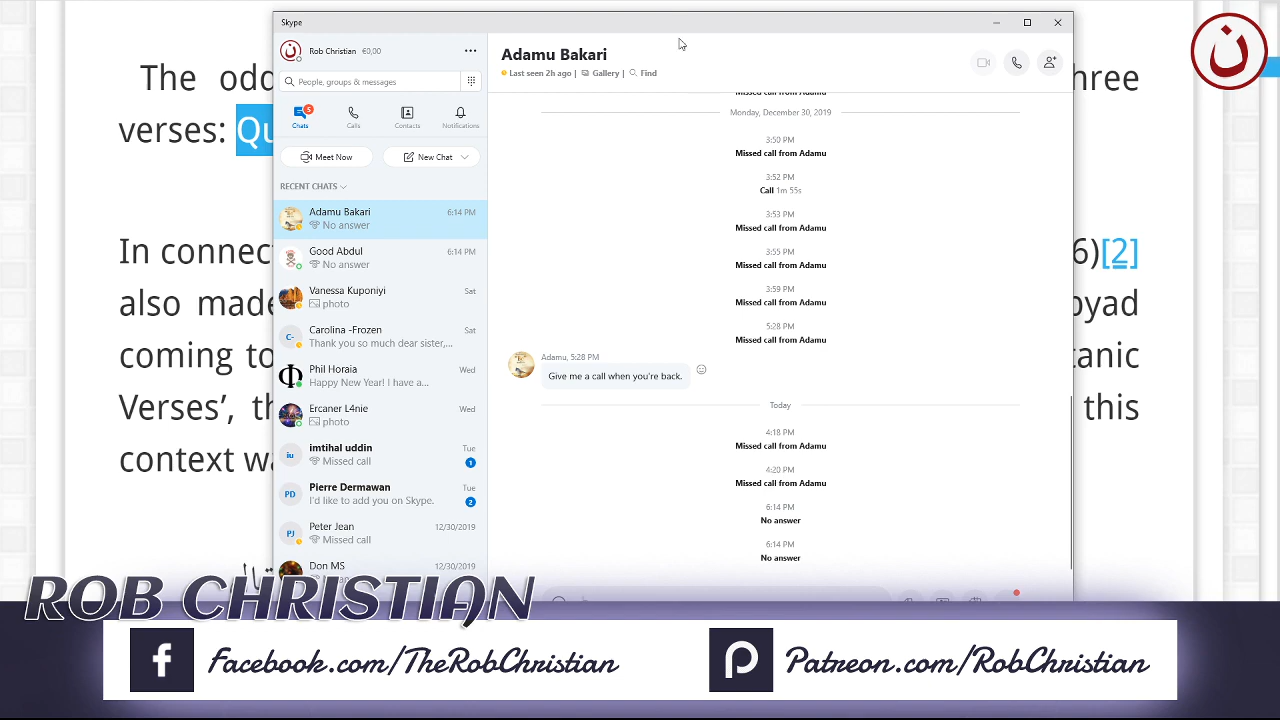 The odd
hree
verses: Qu
In connec
6)[2]
also made
byad
coming to
tanic
Verses’, th
this
context wa
ن
Skype
Rob Christian €0,00
People, groups & messages
5
Chats
Calls
Contacts
Notifications
Meet Now
New Chat
RECENT CHATS
Adamu Bakari 6:14 PM
No answer
Good Abdul 6:14 PM
No answer
Vanessa Kuponiyi Sat
photo
Carolina -Frozen Sat
Thank you so much dear sister,...
Phil Horaia Wed
Happy New Year! I have a...
Ercaner L4nie Wed
photo
iu imtihal uddin Tue
Missed call 1
PD Pierre Dermawan Tue
I'd like to add you on Skype. 2
PJ Peter Jean 12/30/2019
Missed call
Don MS 12/30/2019
Adamu Bakari
Last seen 2h ago | Gallery | Find
Missed call from Adamu
Monday, December 30, 2019
3:50 PM
Missed call from Adamu
3:52 PM
Call 1m 55s
3:53 PM
Missed call from Adamu
3:55 PM
Missed call from Adamu
3:59 PM
Missed call from Adamu
5:28 PM
Missed call from Adamu
Adamu, 5:28 PM
Give me a call when you're back.
Today
4:18 PM
Missed call from Adamu
4:20 PM
Missed call from Adamu
6:14 PM
No answer
6:14 PM
No answer
ROB CHRISTIAN
Facebook.com/TheRobChristian
Patreon.com/RobChristian